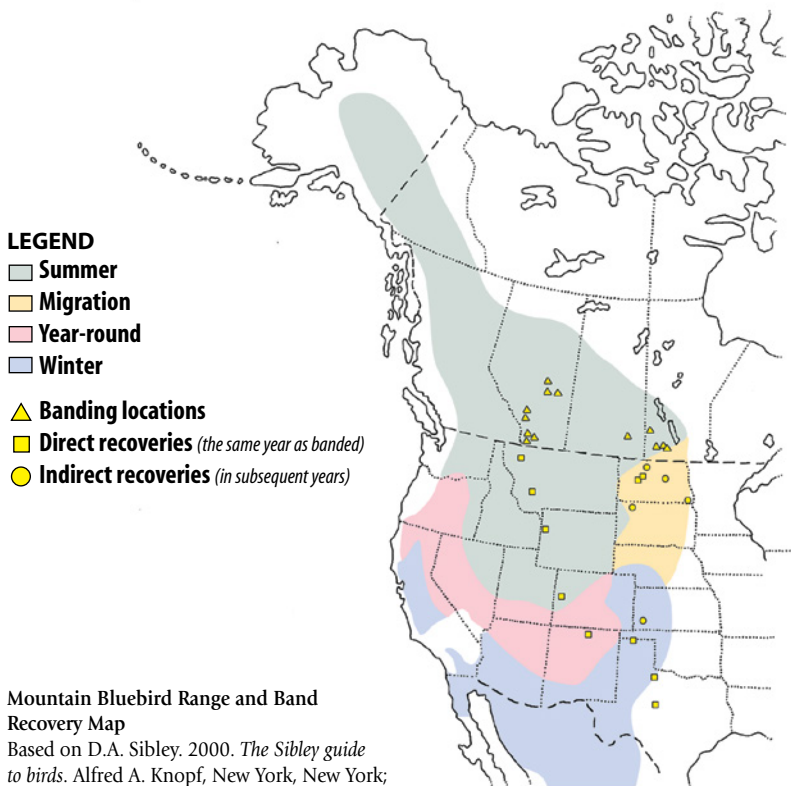 LEGEND
Summer
Migration
Year-round
Winter
Banding locations
Direct recoveries (the same year as banded)
Indirect recoveries (in subsequent years)
Mountain Bluebird Range and Band
Recovery Map
Based on D.A. Sibley. 2000. The Sibley guide
to birds. Alfred A. Knopf, New York, New York;